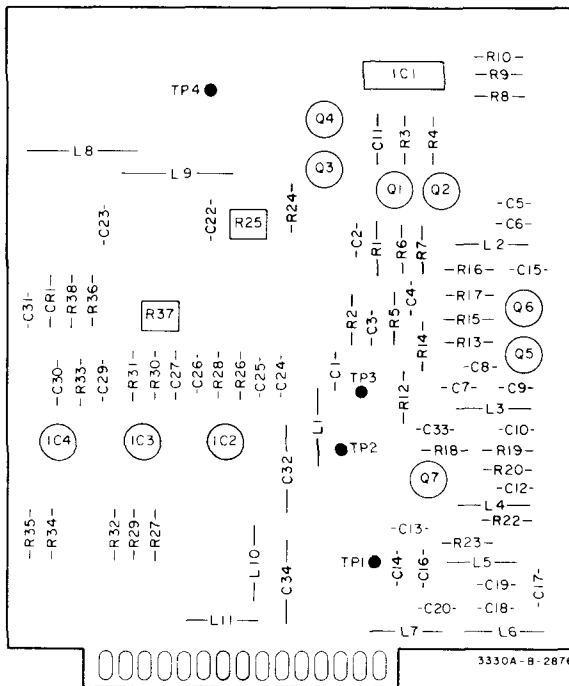 -R10-
IC1
-R9-
-R8-
TP4
Q4
C11
R3
R4
L8
Q3
L9
Q1
Q2
-C5-
-C6-
-C23-
-C22-
R25
-R24-
-C2-
R1
R6
R7
L2
-R16-
-C15-
-C31-
CR1
-R38-
-R36-
R37
-C4-
-R17-
-R15-
Q6
R2
-C3-
R5
-R13-
R14
Q5
-C8-
-C30-
-R33-
-C29-
-R31-
-R30-
-C27-
-C26-
-R28-
-R26-
-C25-
-C24-
-C1-
TP3
-C7-
-C9-
R12
L3
L1
IC4
IC3
IC2
-C33-
-C10-
TP2
-R18-
-R19-
C32
Q7
-R20-
-C12-
L4
-R22-
-R35-
-R34-
-R32-
-R29-
-R27-
-C13-
-R23-
L10
C34
TP1
-C14-
-C16-
L5
-C19-
-C17-
-C20-
-C18-
L11
L7
L6
3330A-B-2876